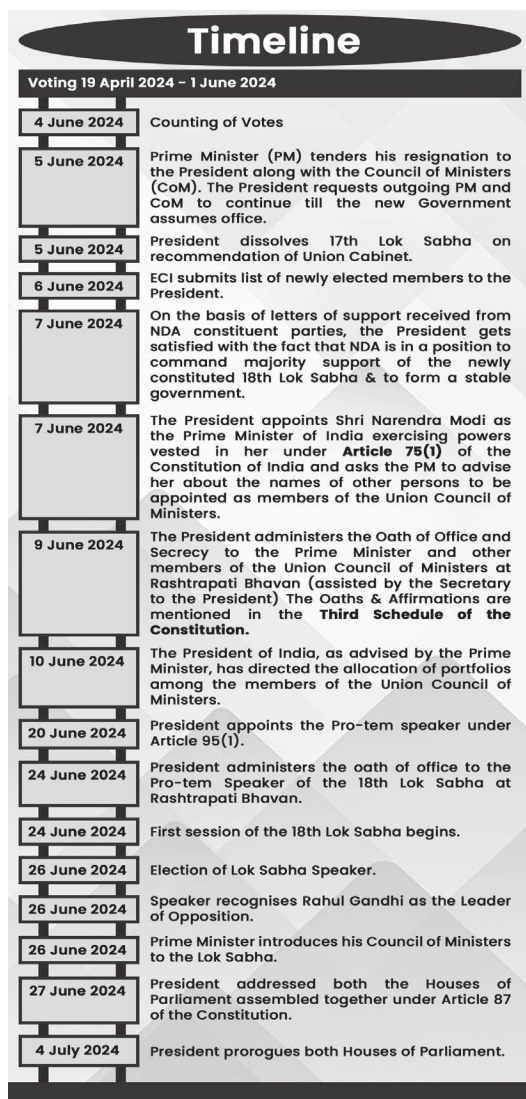 Timeline
Voting 19 April 2024 - 1 June 2024
4 June 2024
Counting of Votes
5 June 2024
Prime Minister (PM) tenders his resignation to
the President along with the Council of Ministers
(CoM). The President requests outgoing PM and
CoM to continue till the new Government
assumes office.
5 June 2024
President dissolves 17th Lok Sabha on
recommendation of Union Cabinet.
6 June 2024
ECI submits list of newly elected members to the
President.
7 June 2024
On the basis of letters of support received from
NDA constituent parties, the President gets
satisfied with the fact that NDA is in a position to
command majority support of the newly
constituted 18th Lok Sabha & to form a stable
government.
7 June 2024
The President appoints Shri Narendra Modi as
the Prime Minister of India exercising powers
vested in her under Article 75(1) of the
Constitution of India and asks the PM to advise
her about the names of other persons to be
appointed as members of the Union Council of
Ministers.
9 June 2024
The President administers the Oath of Office and
Secrecy to the Prime Minister and other
members of the Union Council of Ministers at
Rashtrapati Bhavan (assisted by the Secretary
to the President) The Oaths & Affirmations are
mentioned in the Third Schedule of the
Constitution.
10 June 2024
The President of India, as advised by the Prime
Minister, has directed the allocation of portfolios
among the members of the Union Council of
Ministers.
20 June 2024
President appoints the Pro-tem speaker under
Article 95(1).
24 June 2024
President administers the oath of office to the
Pro-tem Speaker of the 18th Lok Sabha at
Rashtrapati Bhavan.
24 June 2024
First session of the 18th Lok Sabha begins.
26 June 2024
Election of Lok Sabha Speaker.
26 June 2024
Speaker recognises Rahul Gandhi as the Leader
of Opposition.
26 June 2024
Prime Minister introduces his Council of Ministers
to the Lok Sabha.
27 June 2024
President addressed both the Houses of
Parliament assembled together under Article 87
of the Constitution.
4 July 2024
President prorogues both Houses of Parliament.